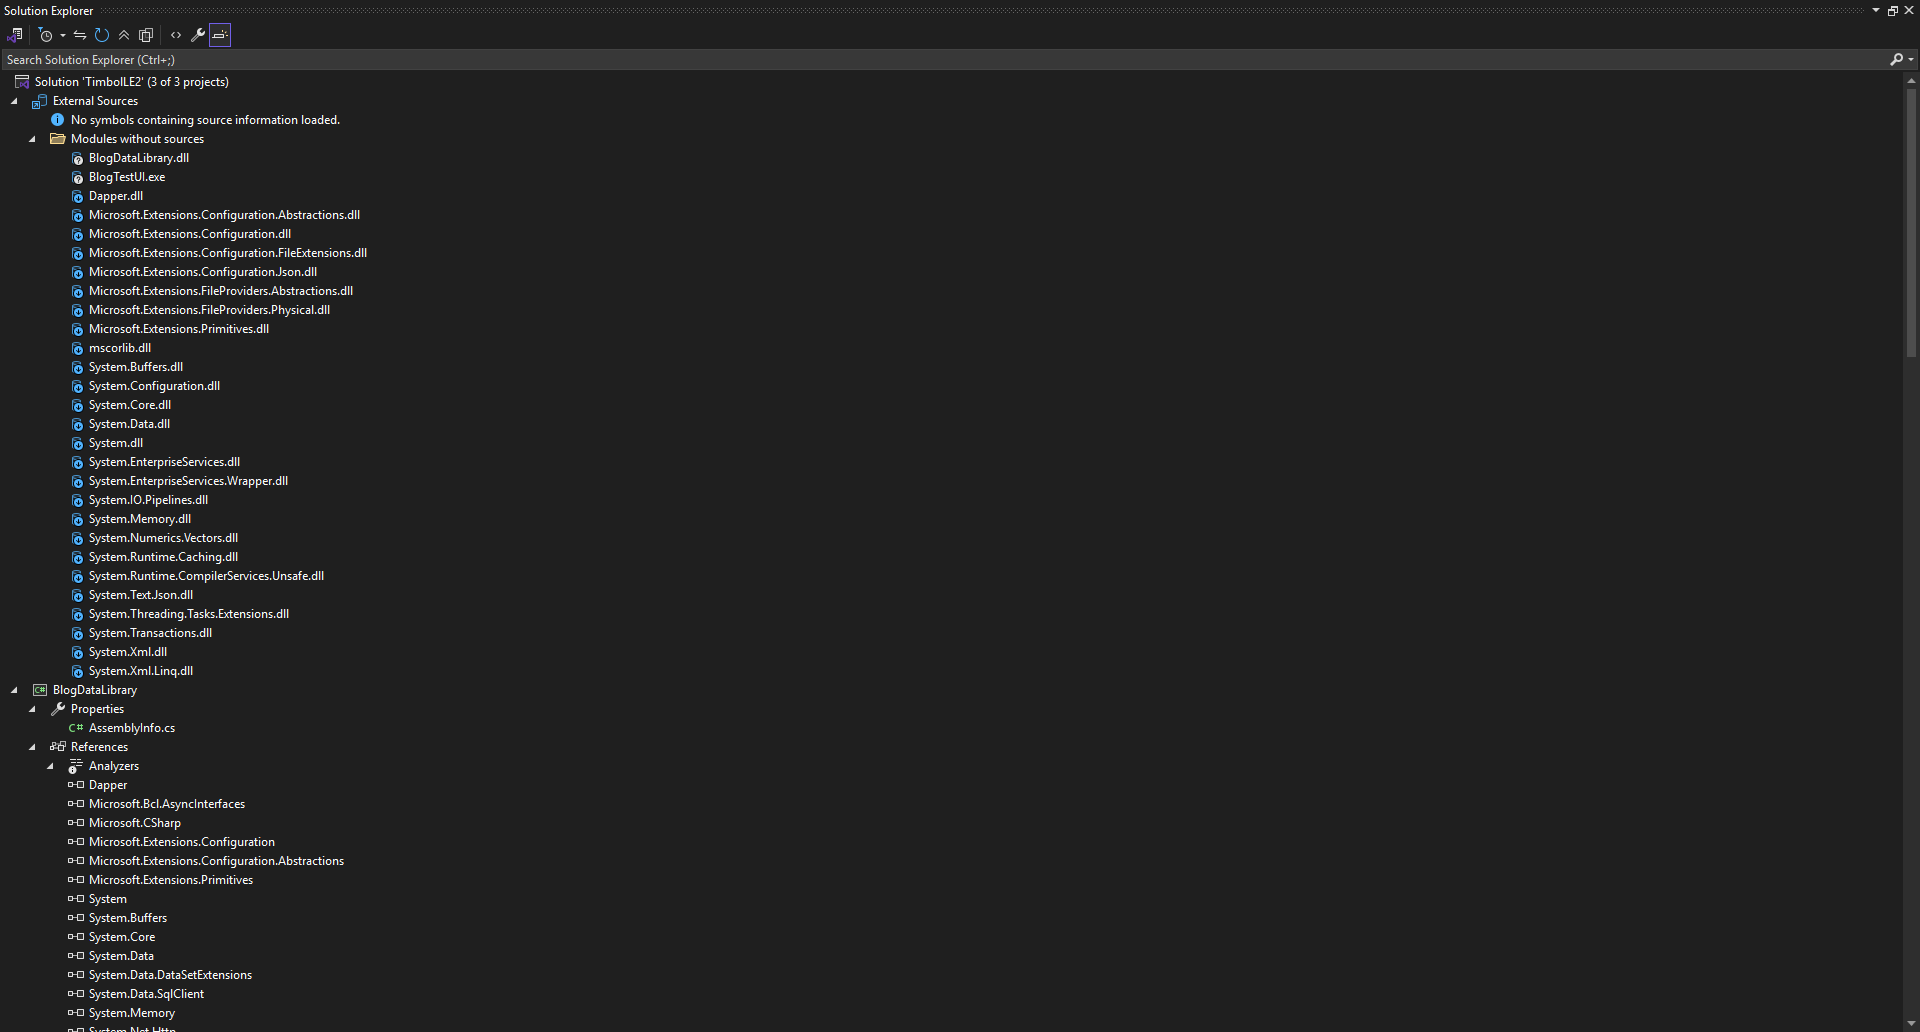 Solution Explorer
Search Solution Explorer (Ctrl+;)
Solution 'TimbolLE2' (3 of 3 projects)
External Sources
No symbols containing source information loaded.
Modules without sources
BlogDataLibrary.dll
BlogTestUI.exe
Dapper.dll
Microsoft.Extensions.Configuration.Abstractions.dll
Microsoft.Extensions.Configuration.dll
Microsoft.Extensions.Configuration.FileExtensions.dll
Microsoft.Extensions.Configuration.Json.dll
Microsoft.Extensions.FileProviders.Abstractions.dll
Microsoft.Extensions.FileProviders.Physical.dll
Microsoft.Extensions.Primitives.dll
mscorlib.dll
System.Buffers.dll
System.Configuration.dll
System.Core.dll
System.Data.dll
System.dll
System.EnterpriseServices.dll
System.EnterpriseServices.Wrapper.dll
System.IO.Pipelines.dll
System.Memory.dll
System.Numerics.Vectors.dll
System.Runtime.Caching.dll
System.Runtime.CompilerServices.Unsafe.dll
System.Text.Json.dll
System.Threading.Tasks.Extensions.dll
System.Transactions.dll
System.Xml.dll
System.Xml.Linq.dll
C# BlogDataLibrary
Properties
C# AssemblyInfo.cs
References
Analyzers
Dapper
Microsoft.Bcl.AsyncInterfaces
Microsoft.CSharp
Microsoft.Extensions.Configuration
Microsoft.Extensions.Configuration.Abstractions
Microsoft.Extensions.Primitives
System
System.Buffers
System.Core
System.Data
System.Data.DataSetExtensions
System.Data.SqlClient
System.Memory
System.Net.Http